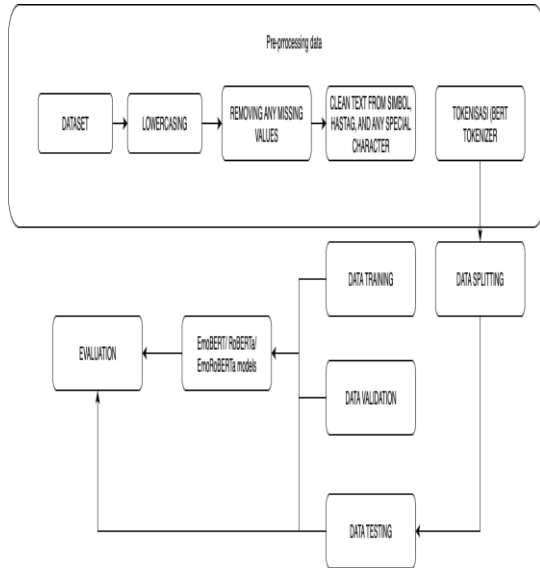 Pre-prrocessing data
DATASET
LOWERCASING
REMOVING ANY MISSING
VALUES
CLEAN TEXT FROM SIMBOL,
HASTAG, AND ANY SPECIAL
CHARACTER
TOKENISASI (BERT
TOKENIZER
DATA TRAINING
DATA SPLITTING
EVALUATION
EmoBERT/ RoBERTa/
EmoRoBERTa models
DATA VALIDATION
DATA TESTING